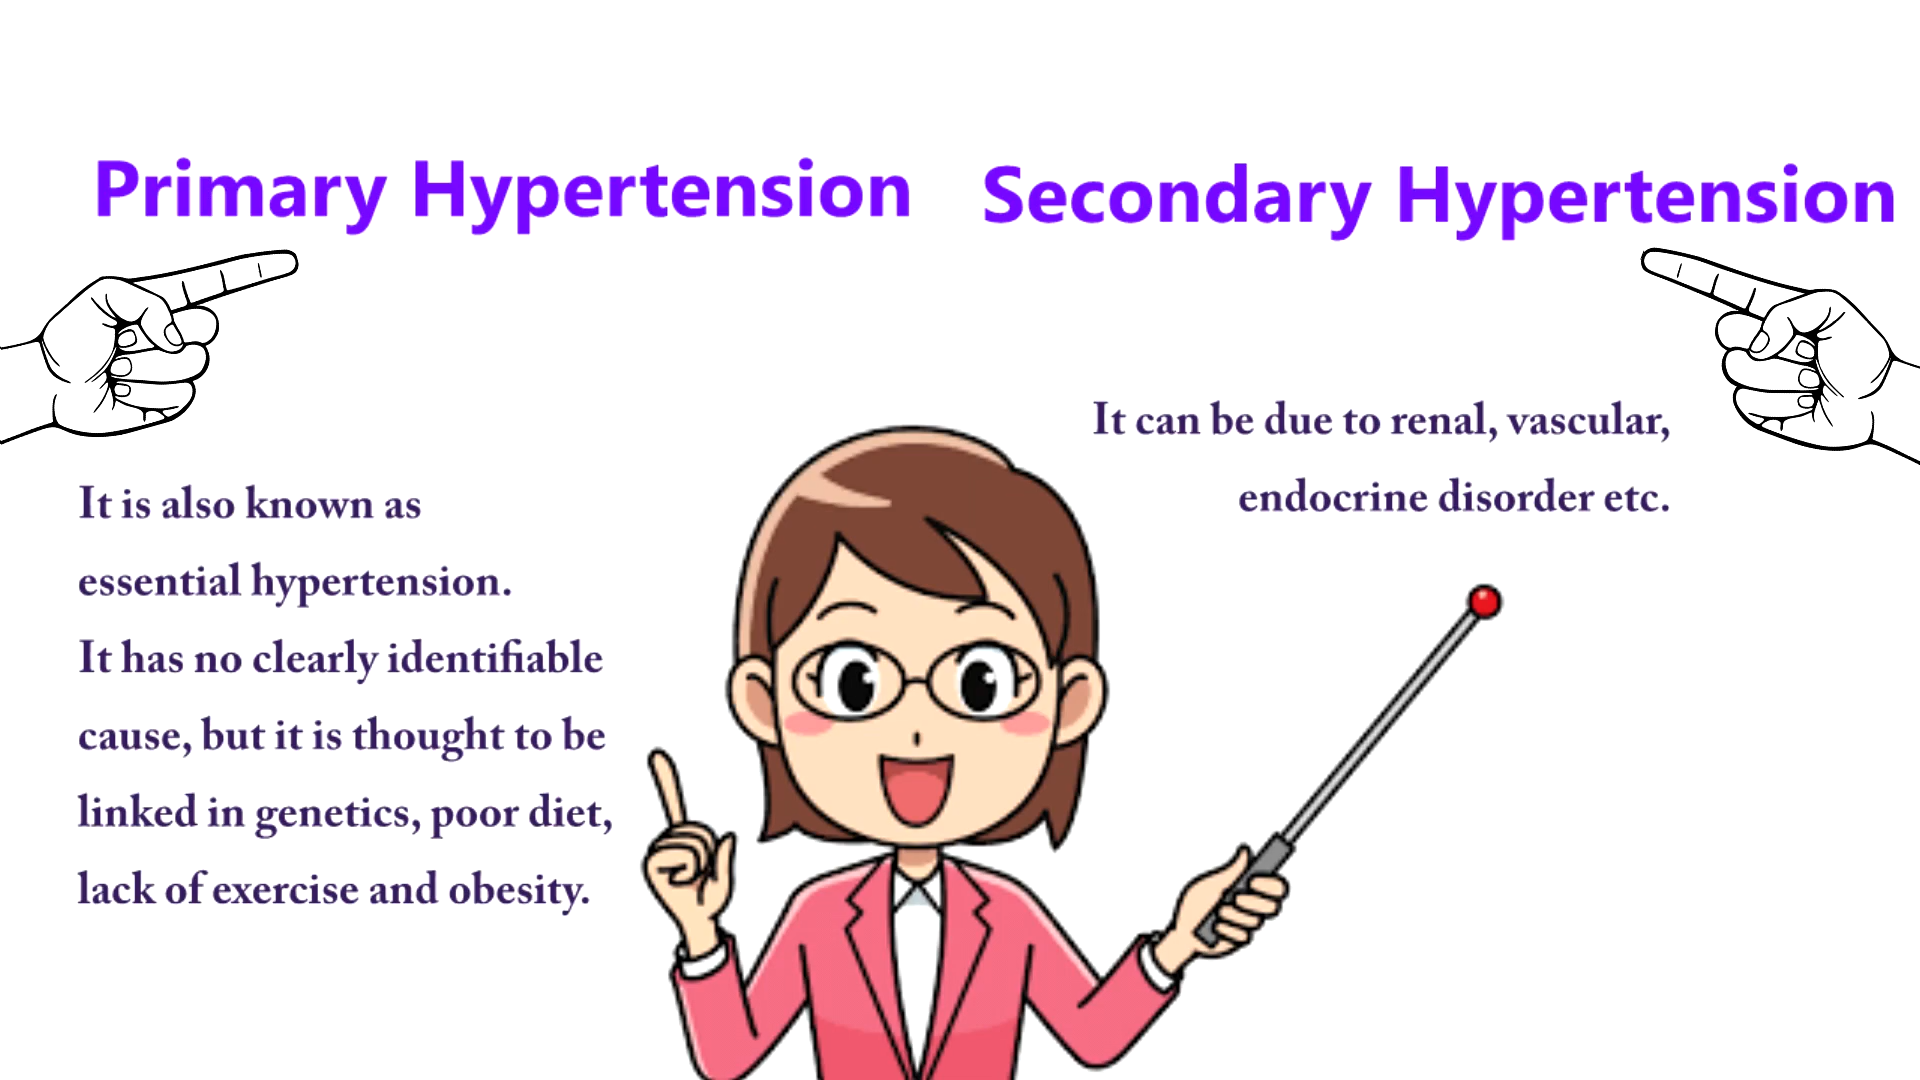 Primary Hypertension
It is also known as
essential hypertension.
It has no clearly identifiable
cause, but it is thought to be
linked in genetics, poor diet,
lack of exercise and obesity.
Secondary Hypertension
It can be due to renal, vascular,
endocrine disorder etc.